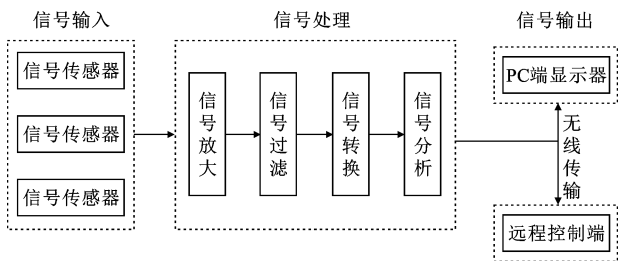 信号输入
信号处理
信号输出
信号传感器
信号传感器
信号传感器
信号放大
信号过滤
信号转换
信号分析
PC端显示器
无线传输
远程控制端